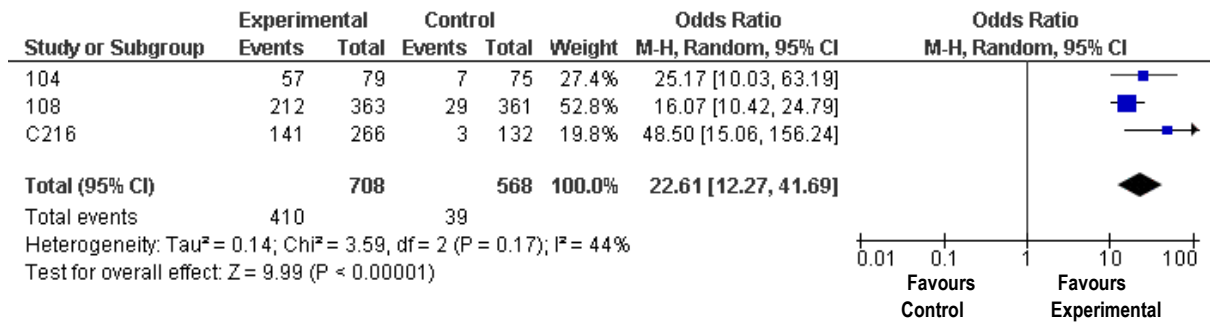 Experimental Control Odds Ratio Odds Ratio
Study or Subgroup Events Total Events Total Weight M-H, Random, 95% CI M-H, Random, 95% CI
104 57 79 7 75 27.4% 25.17 [10.03, 63.19]
108 212 363 29 361 52.8% 16.07 [10.42, 24.79]
C216 141 266 3 132 19.8% 48.50 [15.06, 156.24]
Total (95% CI) 708 568 100.0% 22.61 [12.27, 41.69]
Total events 410 39
Heterogeneity: Tau² = 0.14; Chi² = 3.59, df = 2 (P = 0.17); I² = 44%
Test for overall effect: Z = 9.99 (P < 0.00001)
0.01 0.1 1 10 100
Favours Favours
Control Experimental